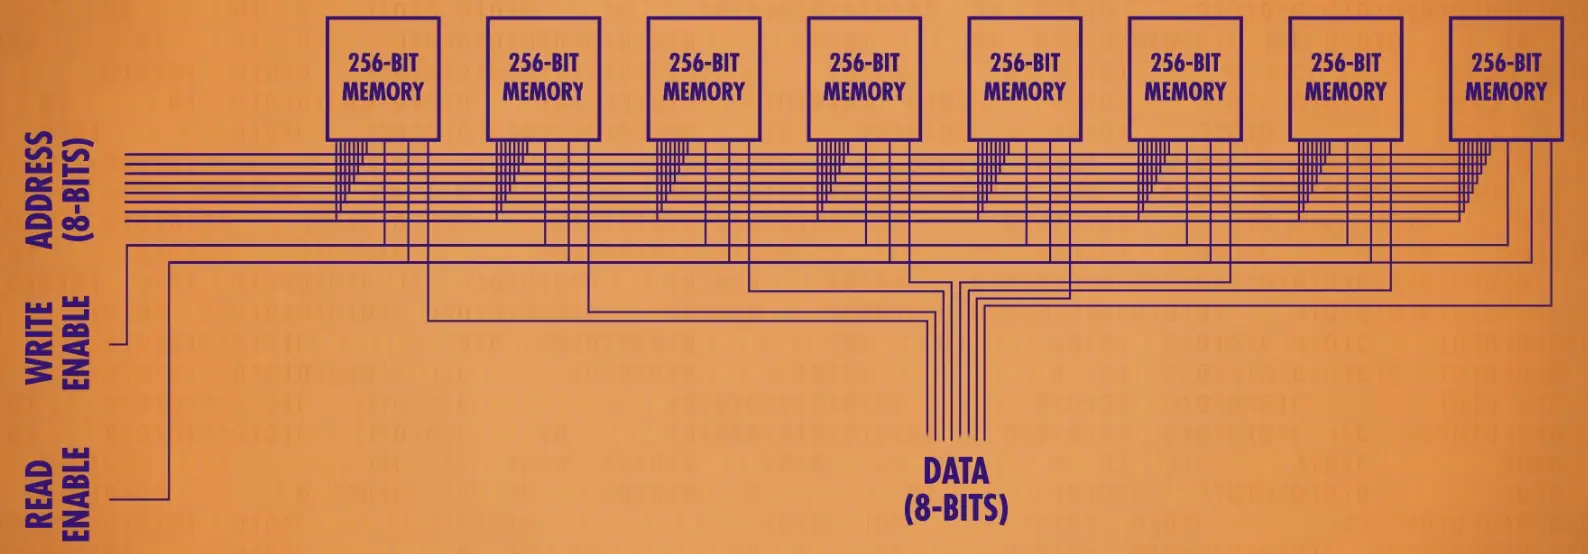 256-BIT
MEMORY
256-BIT
MEMORY
256-BIT
MEMORY
256-BIT
MEMORY
256-BIT
MEMORY
256-BIT
MEMORY
256-BIT
MEMORY
256-BIT
MEMORY
ADDRESS
(8-BITS)
WRITE
ENABLE
READ
ENABLE
DATA
(8-BITS)